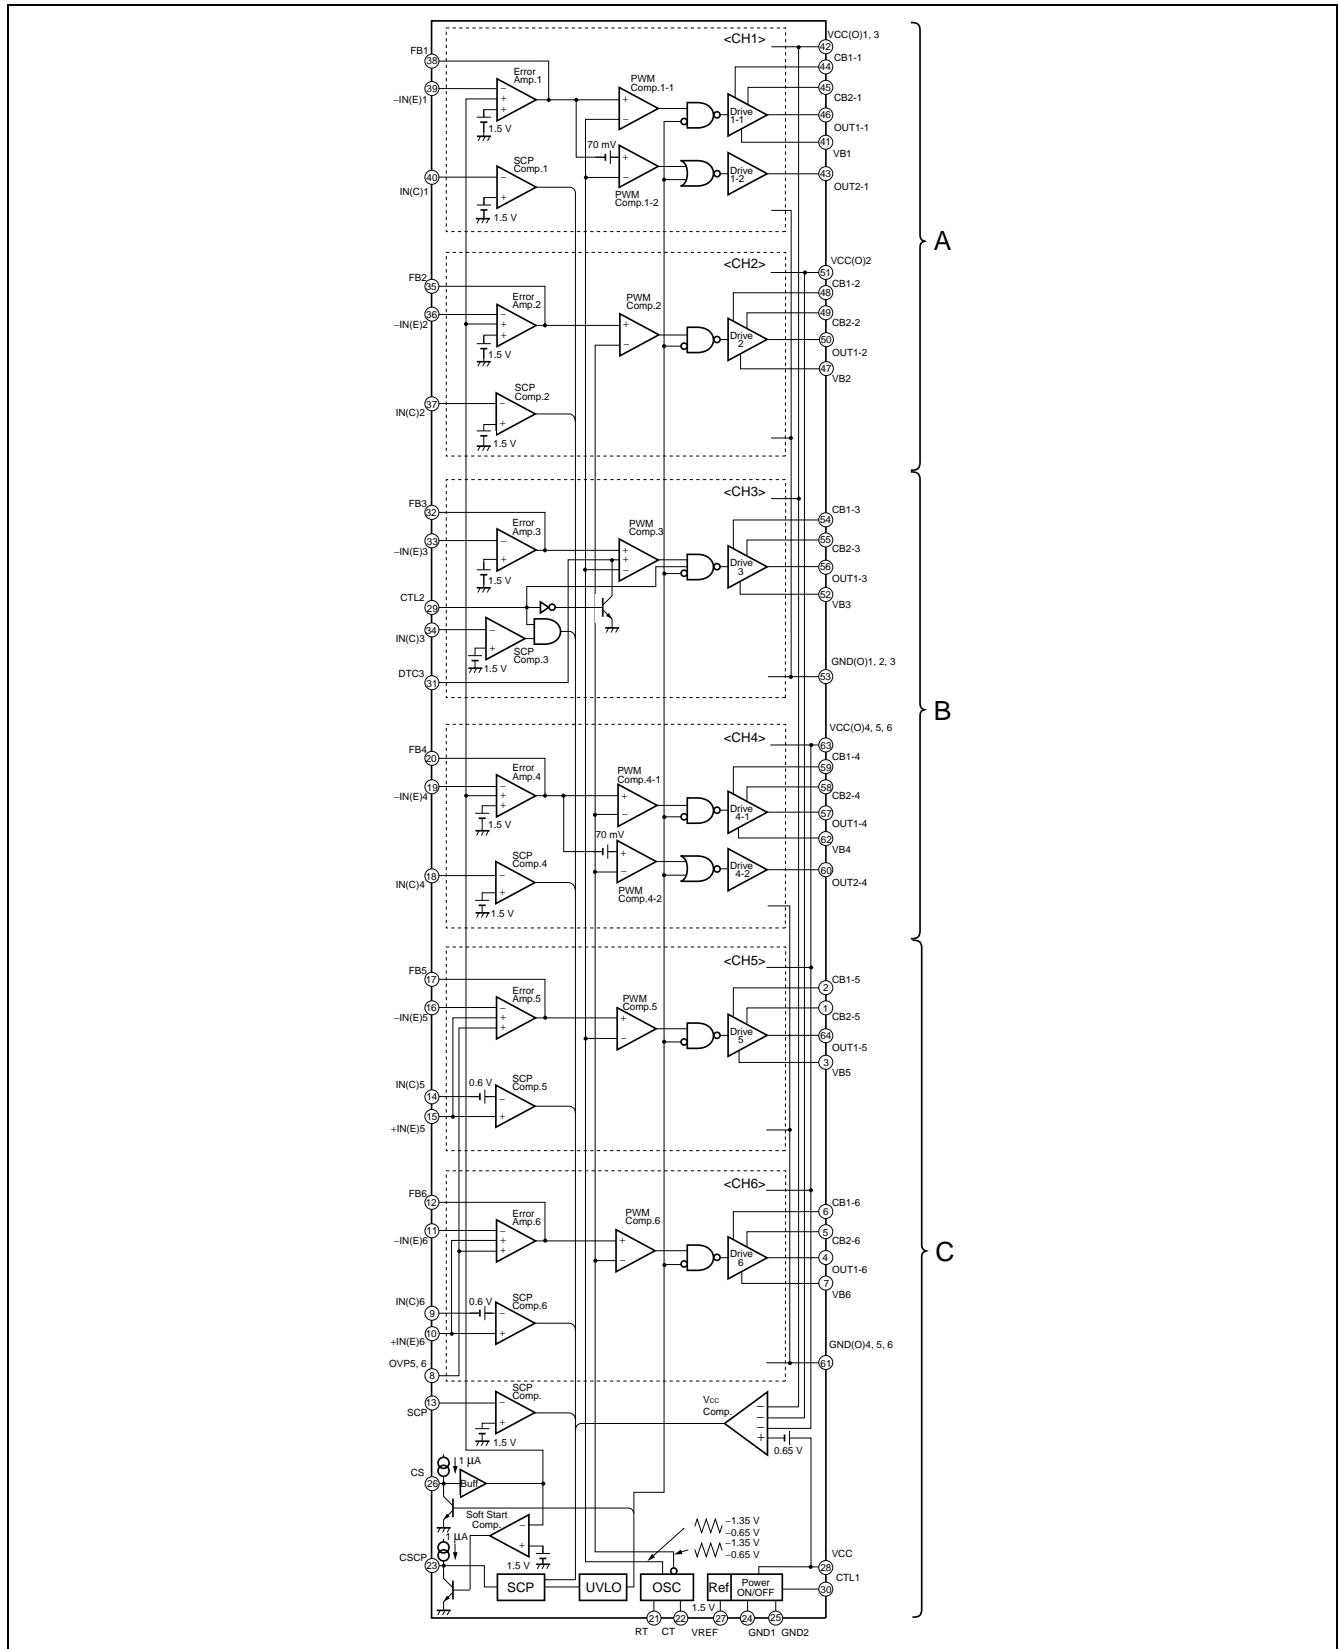 <CH1>
VCC(O)1, 3
42
FB1
38
CB1-1
44
Error
Amp.1
PWM
Comp.1-1
39
−IN(E)1
45
CB2-1
Drive
1-1
46
OUT1-1
1.5 V
41
VB1
70 mV
SCP
Comp.1
40
IN(C)1
PWM
Comp.1-2
Drive
1-2
43
OUT2-1
1.5 V
A
<CH2>
VCC(O)2
51
FB2
35
CB1-2
48
Error
Amp.2
PWM
Comp.2
36
−IN(E)2
49
CB2-2
Drive
2
50
OUT1-2
1.5 V
47
VB2
SCP
Comp.2
37
IN(C)2
1.5 V
<CH3>
FB3
32
CB1-3
54
Error
Amp.3
PWM
Comp.3
33
−IN(E)3
55
CB2-3
Drive
3
56
OUT1-3
1.5 V
52
VB3
CTL2
29
34
IN(C)3
SCP
Comp.3
1.5 V
GND(O)1, 2, 3
53
DTC3
31
B
VCC(O)4, 5, 6
<CH4>
63
FB4
20
CB1-4
59
Error
Amp.4
PWM
Comp.4-1
19
−IN(E)4
58
CB2-4
Drive
4-1
57
OUT1-4
1.5 V
62
VB4
70 mV
SCP
Comp.4
18
IN(C)4
PWM
Comp.4-2
Drive
4-2
60
OUT2-4
1.5 V
<CH5>
FB5
17
CB1-5
2
Error
Amp.5
PWM
Comp.5
16
−IN(E)5
1
CB2-5
Drive
5
64
OUT1-5
3
VB5
IN(C)5
14
0.6 V
SCP
Comp.5
15
+IN(E)5
<CH6>
FB6
12
CB1-6
6
Error
Amp.6
PWM
Comp.6
11
−IN(E)6
5
CB2-6
Drive
6
4
OUT1-6
C
7
VB6
IN(C)6
9
0.6 V
SCP
Comp.6
10
+IN(E)6
GND(O)4, 5, 6
61
OVP5, 6
8
13
SCP
SCP
Comp.
1.5 V
VCC
Comp.
0.65 V
1 µA
CS
26
Buff
Soft Start
Comp.
1 µA
1.5 V
CSCP
23
−1.35 V
−0.65 V
−1.35 V
−0.65 V
VCC
28
CTL1
30
SCP
UVLO
OSC
Ref
Power
ON/OFF
1.5 V
21
22
27
24
25
RT
CT
VREF
GND1
GND2